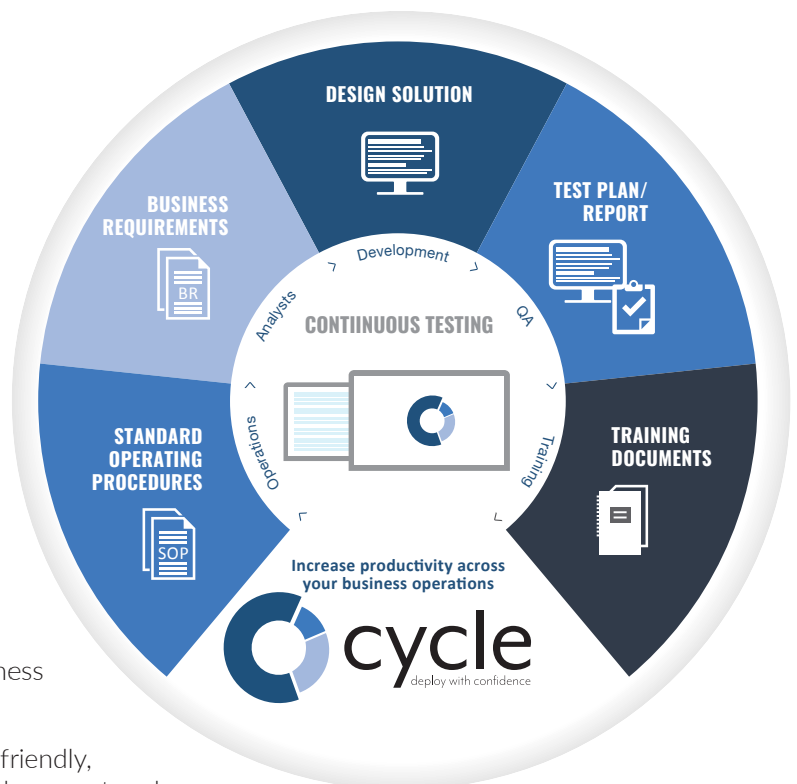 DESIGN SOLUTION
BUSINESS
REQUIREMENTS
BR
TEST PLAN/
REPORT
STANDARD
OPERATING
PROCEDURES
SOP
TRAINING
DOCUMENTS
Operations
Analysts
Development
QA
Training
CONTIINUOUS TESTING
Increase productivity across
your business operations
cycle
deploy with confidence
friendly,